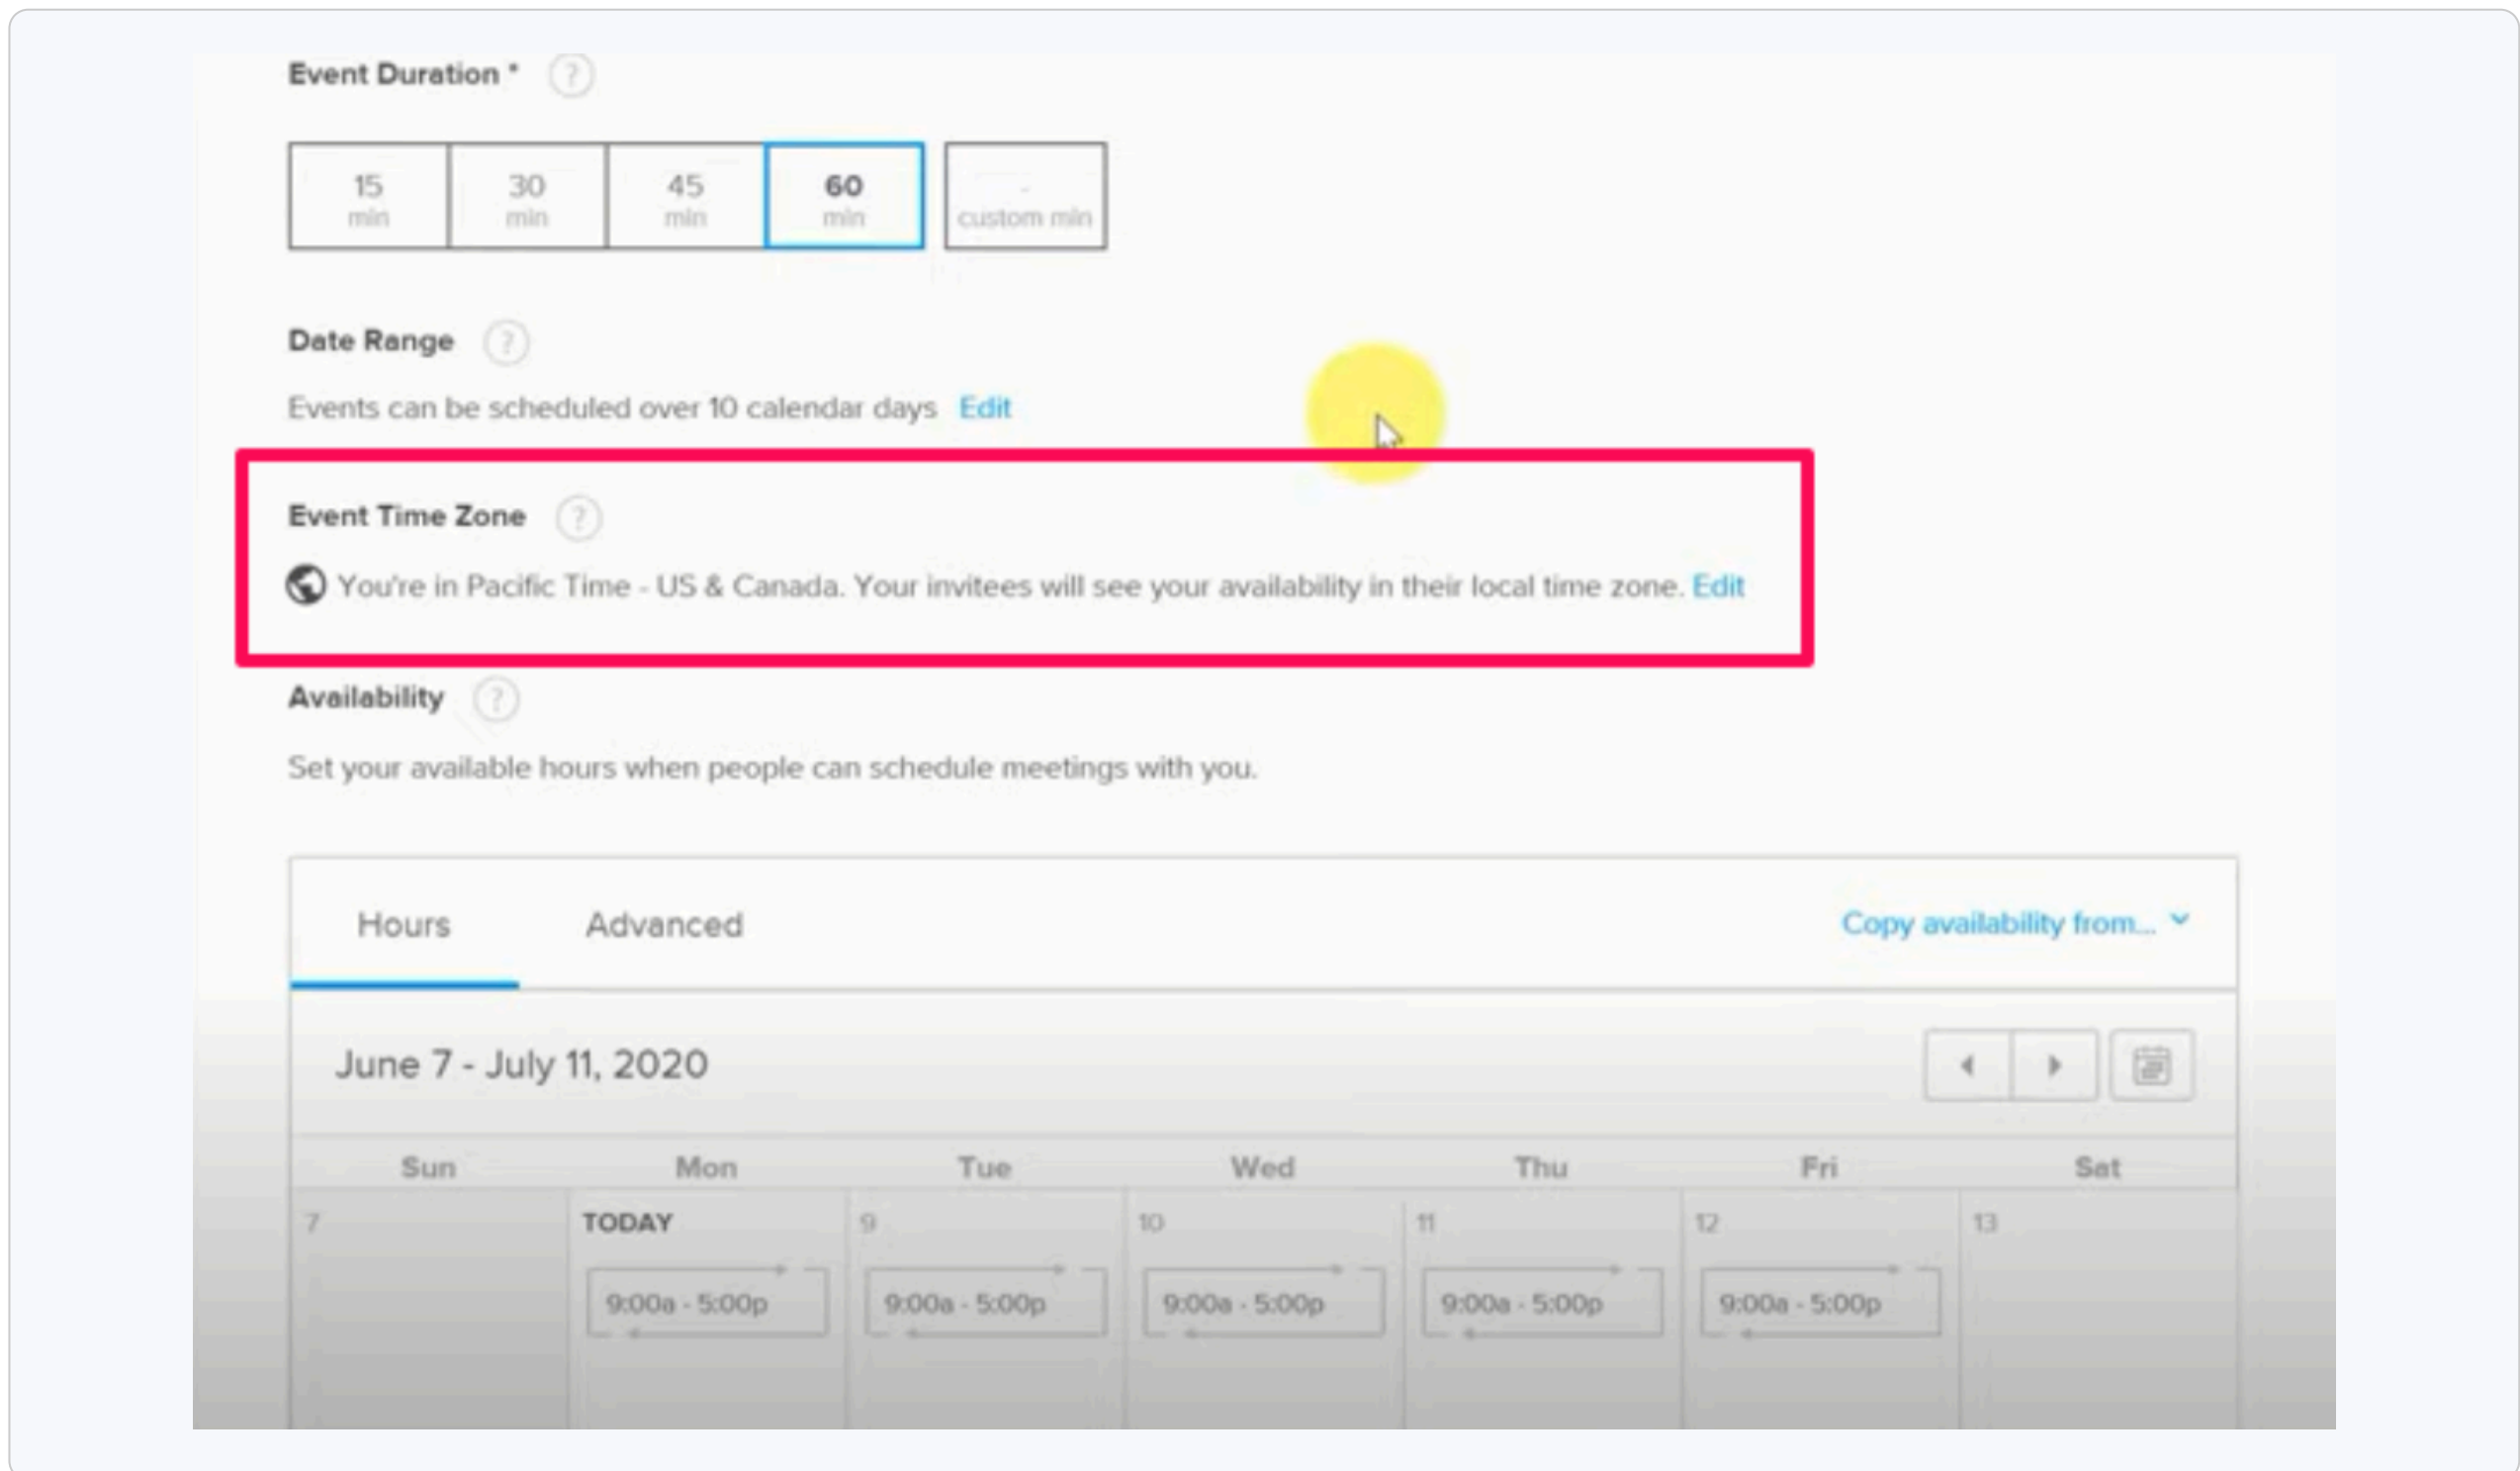 Event Duration * ?
15 30 45 60 -
min min min min custom min
Date Range ?
Events can be scheduled over 10 calendar days Edit
Event Time Zone ?
You're in Pacific Time - US & Canada. Your invitees will see your availability in their local time zone. Edit
Availability ?
Set your available hours when people can schedule meetings with you.
Hours Advanced Copy availability from...
June 7 - July 11, 2020
Sun Mon Tue Wed Thu Fri Sat
7 TODAY 9 10 11 12 13
9:00a - 5:00p 9:00a - 5:00p 9:00a - 5:00p 9:00a - 5:00p 9:00a - 5:00p